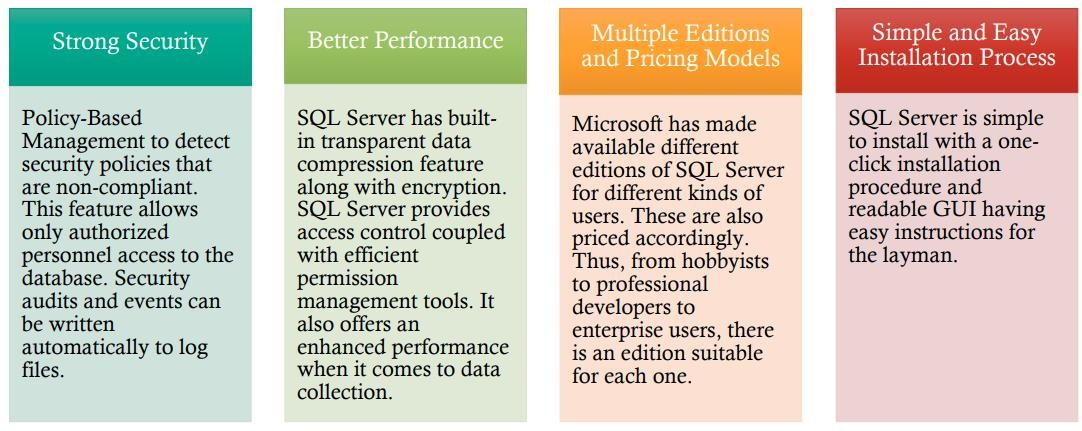 Strong Security
Policy-Based
Management to detect
security policies that
are non-compliant.
This feature allows
only authorized
personnel access to the
database. Security
audits and events can
be written
automatically to log
files.
Better Performance
SQL Server has built-
in transparent data
compression feature
along with encryption.
SQL Server provides
access control coupled
with efficient
permission
management tools. It
also offers an
enhanced performance
when it comes to data
collection.
Multiple Editions
and Pricing Models
Microsoft has made
available different
editions of SQL Server
for different kinds of
users. These are also
priced accordingly.
Thus, from hobbyists
to professional
developers to
enterprise users, there
is an edition suitable
for each one.
Simple and Easy
Installation Process
SQL Server is simple
to install with a one-
click installation
procedure and
readable GUI having
easy instructions for
the layman.